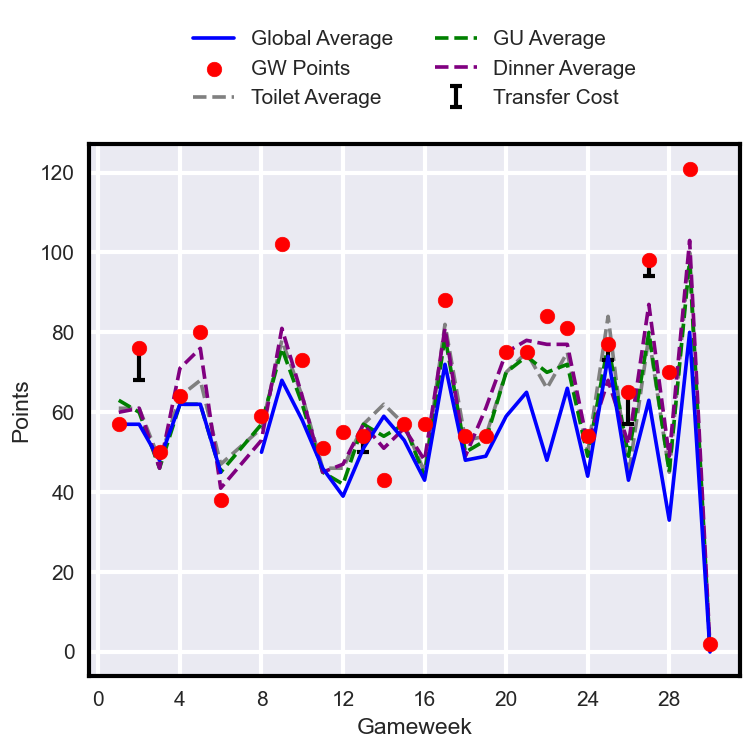 Global Average GU Average
GW Points Dinner Average
Toilet Average Transfer Cost
120
100
80
60
40
20
0
Points
0 4 8 12 16 20 24 28
Gameweek